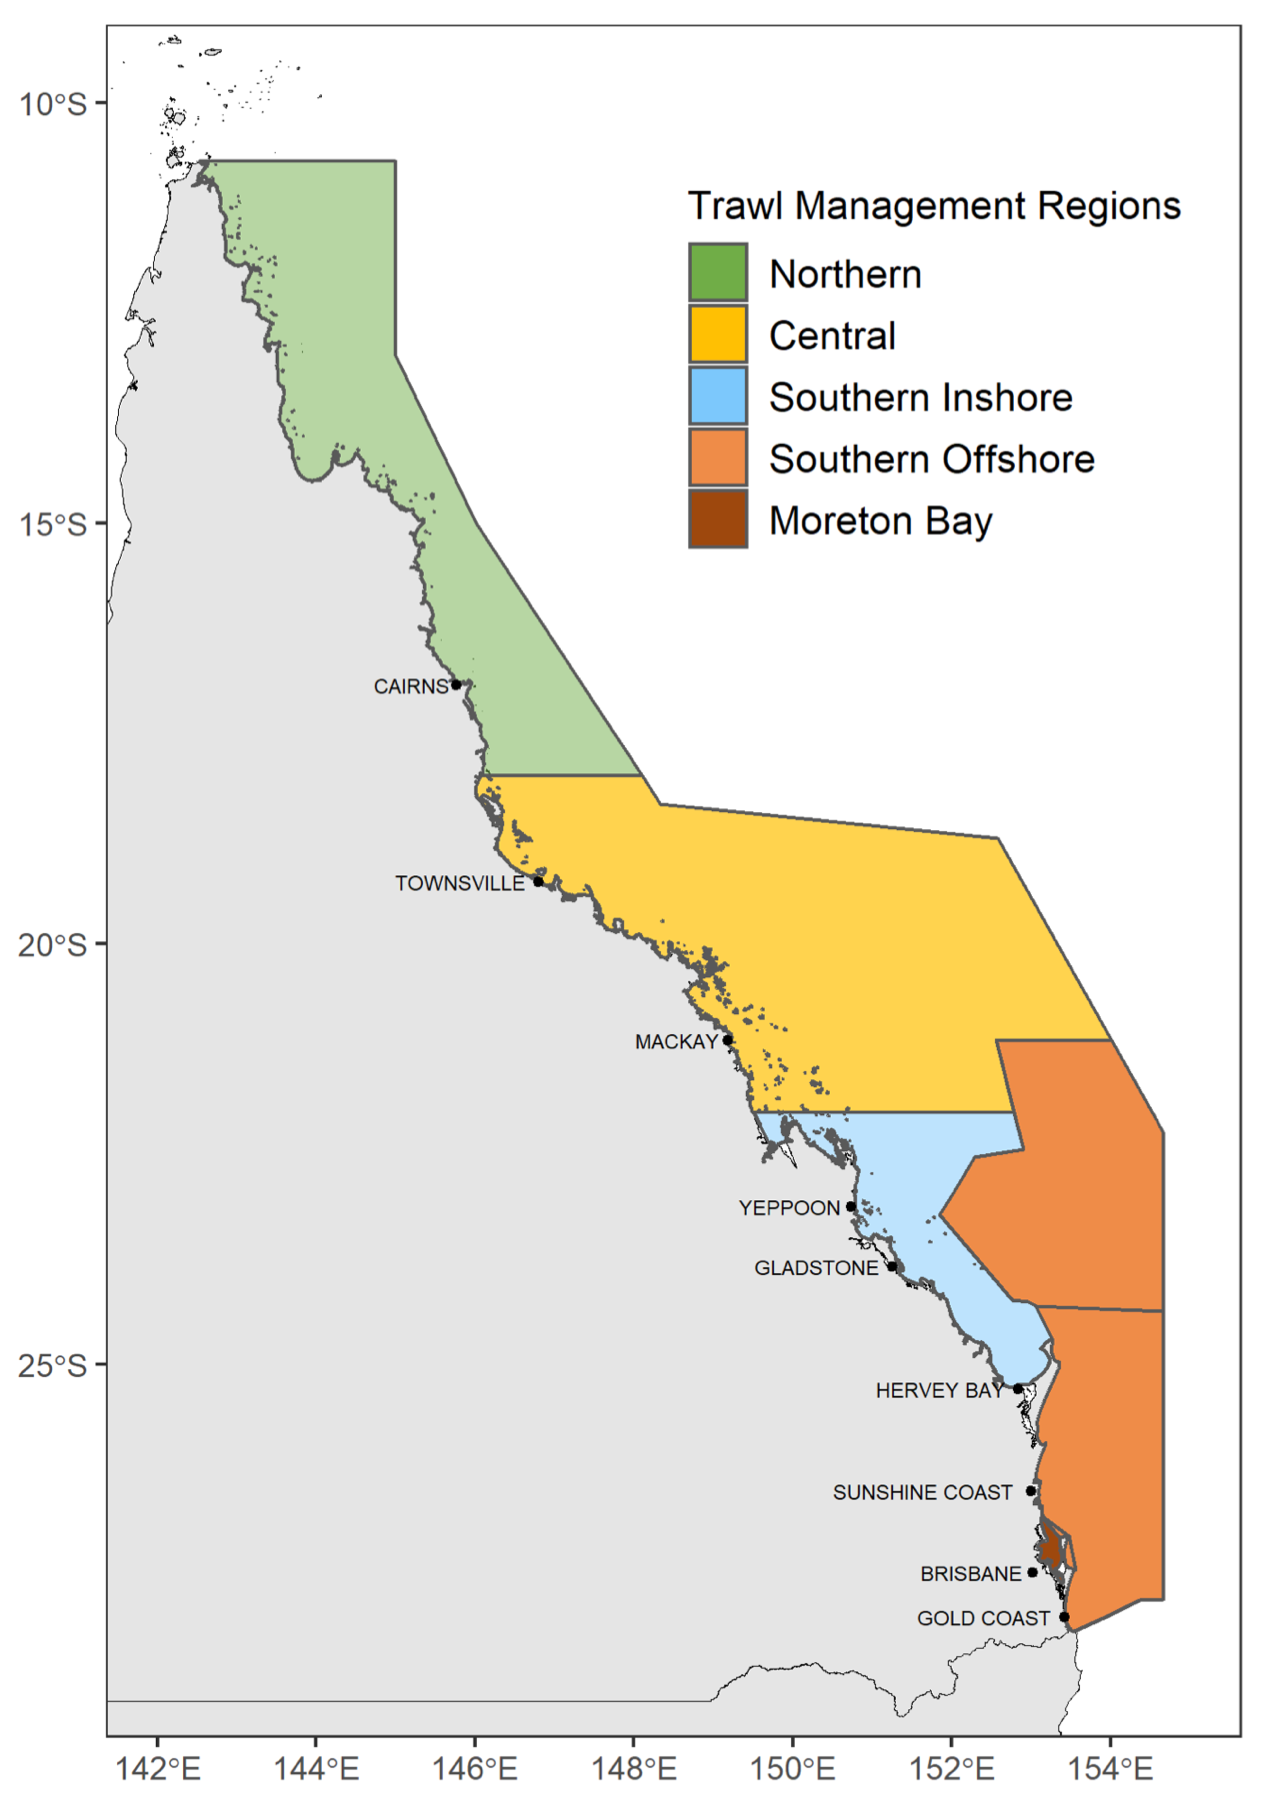 10°S
Trawl Management Regions
Northern
Central
Southern Inshore
Southern Offshore
Moreton Bay
15°S
CAIRNS
TOWNSVILLE
20°S
MACKAY
YEPPOON
GLADSTONE
25°S
HERVEY BAY
SUNSHINE COAST
BRISBANE
GOLD COAST
142°E 144°E 146°E 148°E 150°E 152°E 154°E